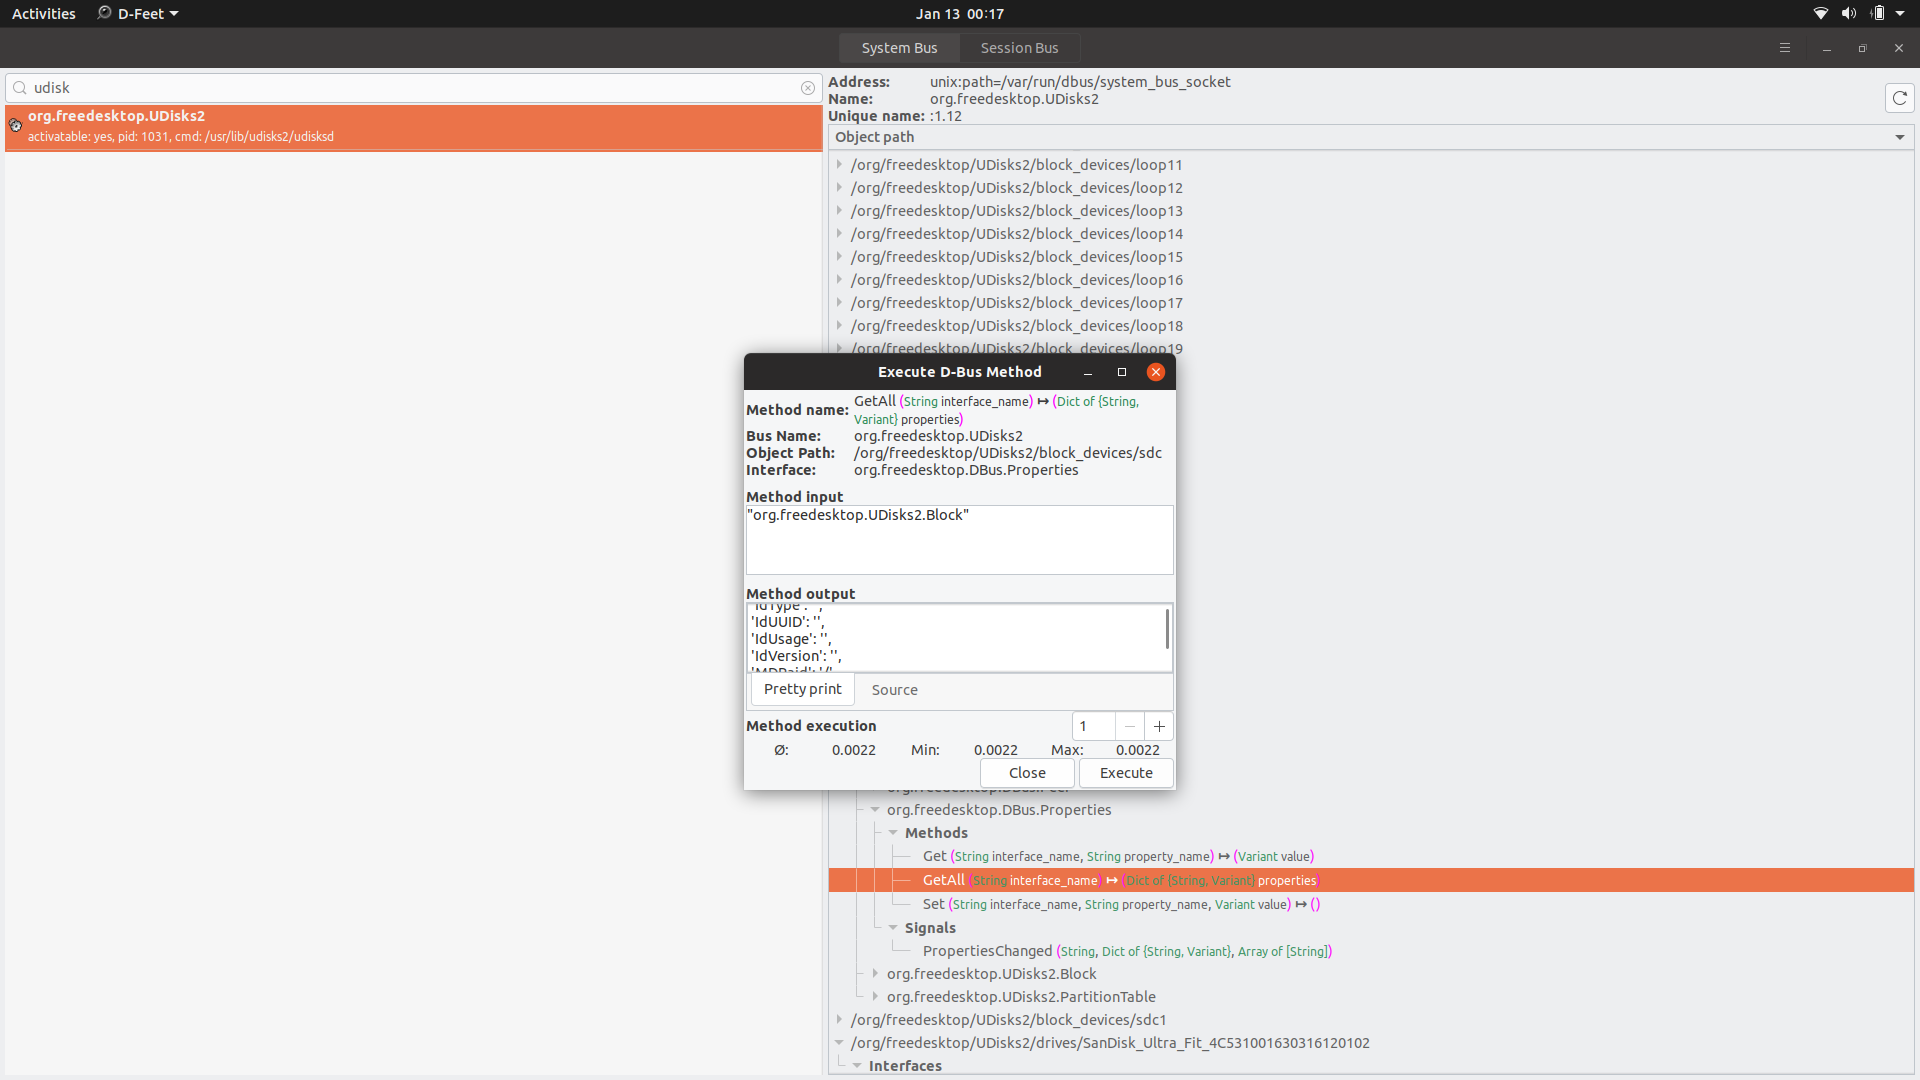 Activities D-Feet Jan 13 00:17
System Bus Session Bus
udisk
org.freedesktop.UDisks2
activatable: yes, pid: 1031, cmd: /usr/lib/udisks2/udisksd
Address: unix:path=/var/run/dbus/system_bus_socket
Name: org.freedesktop.UDisks2
Unique name: :1.12
Object path
/org/freedesktop/UDisks2/block_devices/loop11
/org/freedesktop/UDisks2/block_devices/loop12
/org/freedesktop/UDisks2/block_devices/loop13
/org/freedesktop/UDisks2/block_devices/loop14
/org/freedesktop/UDisks2/block_devices/loop15
/org/freedesktop/UDisks2/block_devices/loop16
/org/freedesktop/UDisks2/block_devices/loop17
/org/freedesktop/UDisks2/block_devices/loop18
/org/freedesktop/UDisks2/block_devices/loop19
Execute D-Bus Method
Method name: GetAll (String interface_name) ↦ (Dict of {String,
Variant} properties)
Bus Name: org.freedesktop.UDisks2
Object Path: /org/freedesktop/UDisks2/block_devices/sdc
Interface: org.freedesktop.DBus.Properties
Method input
"org.freedesktop.UDisks2.Block"
Method output
'IdType': '',
'IdUUID': '',
'IdUsage': '',
'IdVersion': '',
'MDRaid': '/'
Pretty print Source
Method execution 1
Ø: 0.0022 Min: 0.0022 Max: 0.0022
Close Execute
org.freedesktop.DBus.Peer
org.freedesktop.DBus.Properties
Methods
Get (String interface_name, String property_name) ↦ (Variant value)
GetAll (String interface_name) ↦ (Dict of {String, Variant} properties)
Set (String interface_name, String property_name, Variant value) ↦ ()
Signals
PropertiesChanged (String, Dict of {String, Variant}, Array of [String])
org.freedesktop.UDisks2.Block
org.freedesktop.UDisks2.PartitionTable
/org/freedesktop/UDisks2/block_devices/sdc1
/org/freedesktop/UDisks2/drives/SanDisk_Ultra_Fit_4C531001630316120102
Interfaces